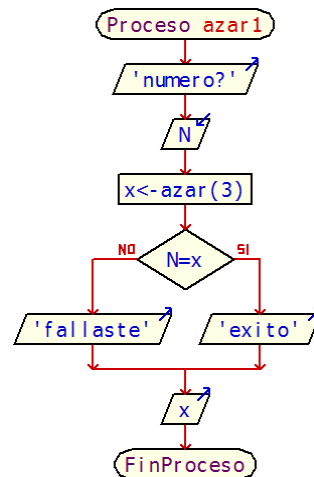 Proceso azar1
'numero?'
N
x<-azar(3)
NO
SI
N=x
'fallaste'
'exito'
x
FinProceso